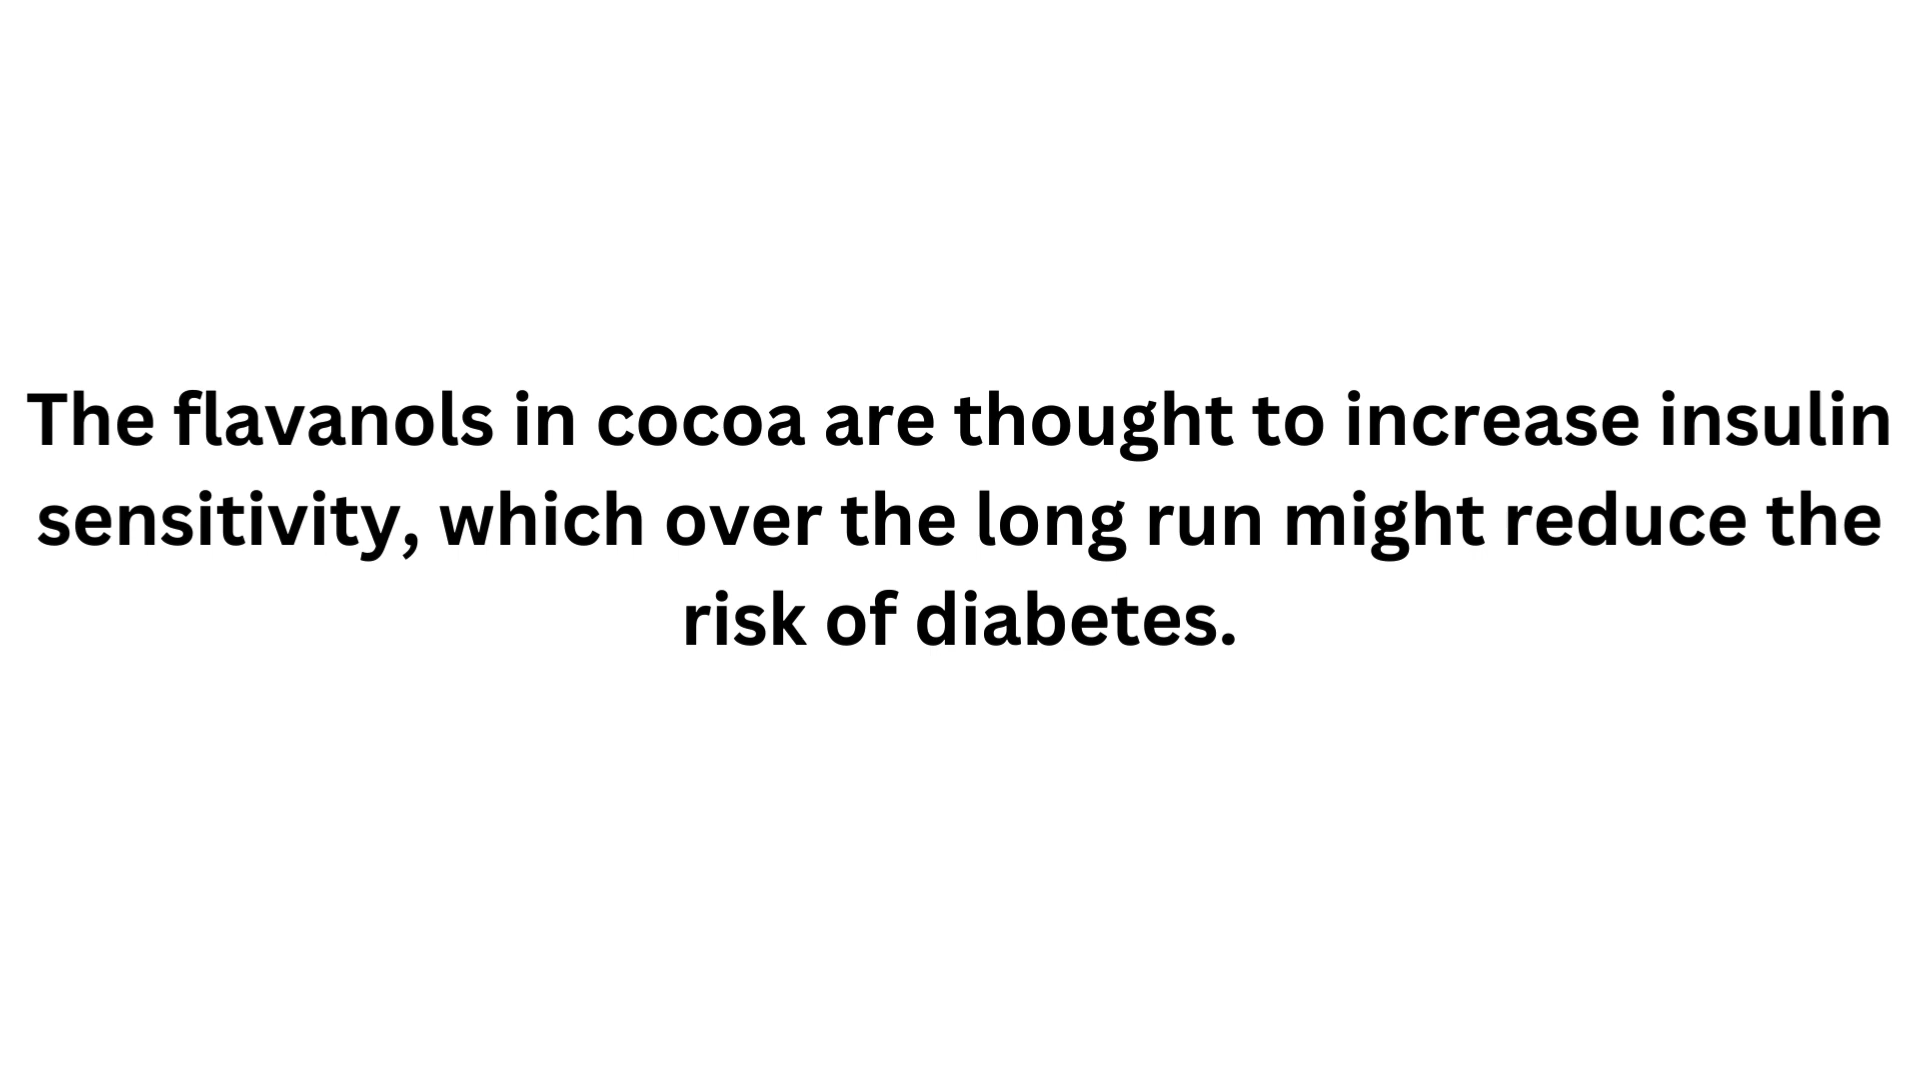 The flavanols in cocoa are thought to increase insulin
sensitivity, which over the long run might reduce the
risk of diabetes.